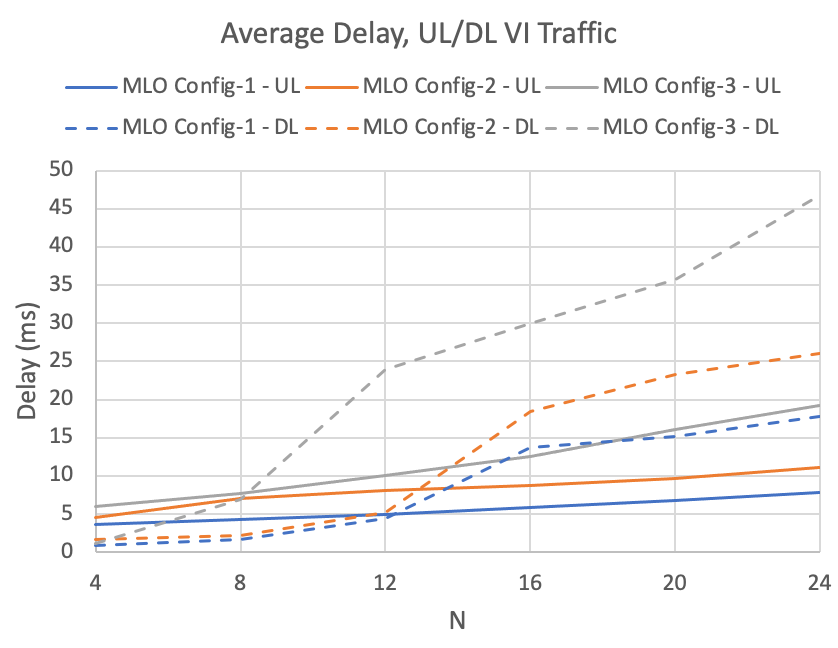 Average Delay, UL/DL VI Traffic
MLO Config-1 - UL MLO Config-2 - UL MLO Config-3 - UL
MLO Config-1 - DL MLO Config-2 - DL MLO Config-3 - DL
50
45
40
35
30
25
20
15
10
5
0
Delay (ms)
4 8 12 16 20 24
N